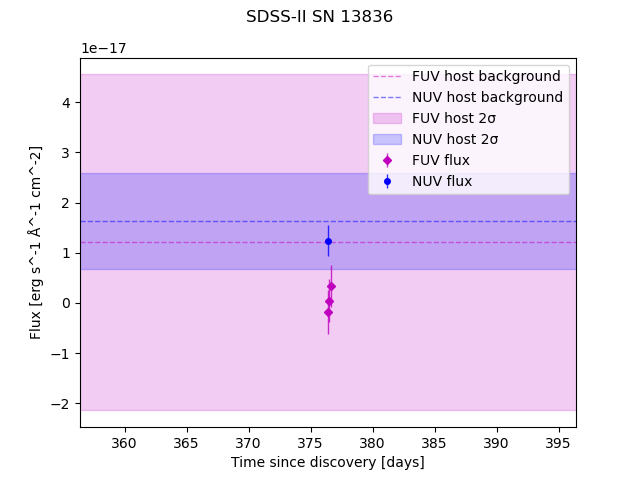 SDSS-II SN 13836
1e−17
FUV host background
NUV host background
FUV host 2σ
NUV host 2σ
FUV flux
NUV flux
4
3
2
1
0
−1
−2
Flux [erg s^-1 Å^-1 cm^-2]
360 365 370 375 380 385 390 395
Time since discovery [days]